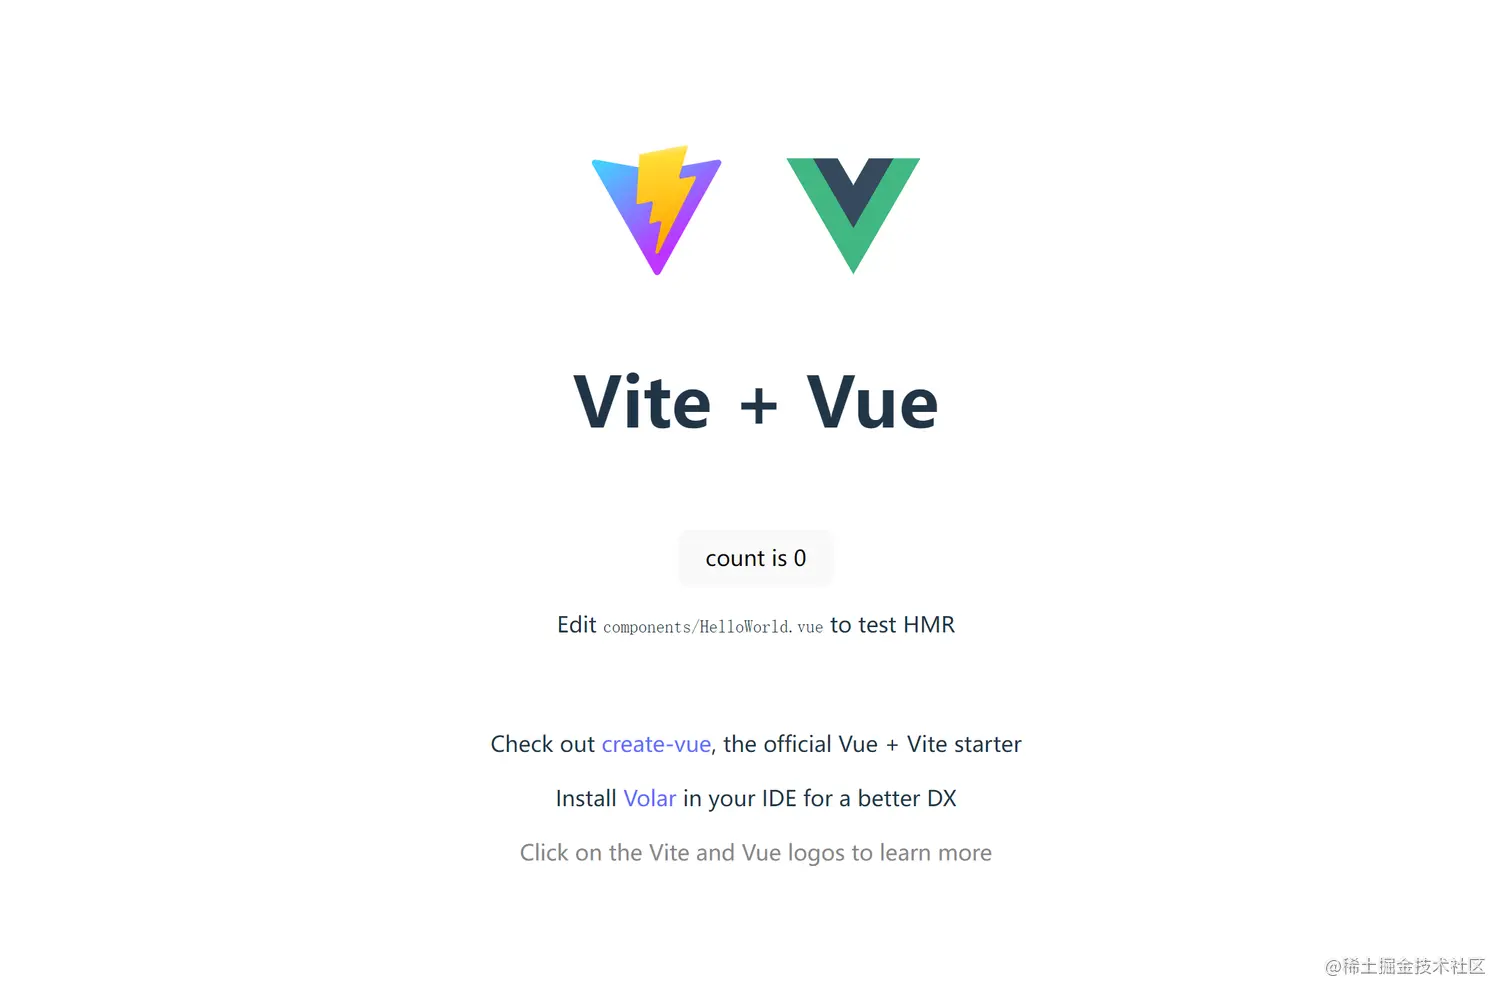 Vite + Vue
count is 0
Edit components/HelloWorld.vue to test HMR
Check out create-vue, the official Vue + Vite starter
Install Volar in your IDE for a better DX
Click on the Vite and Vue logos to learn more
@稀土掘金技术社区